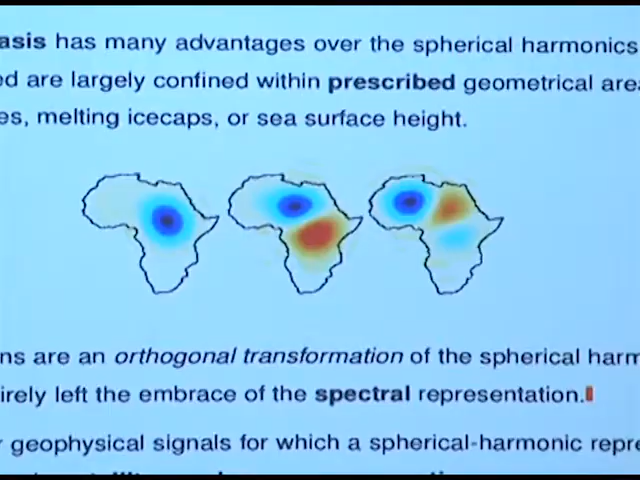 asis has many advantages over the spherical harmonics
ed are largely confined within prescribed geometrical area
es, melting icecaps, or sea surface height.
ns are an orthogonal transformation of the spherical harm
irely left the embrace of the spectral representation.
r geophysical signals for which a spherical-harmonic repre